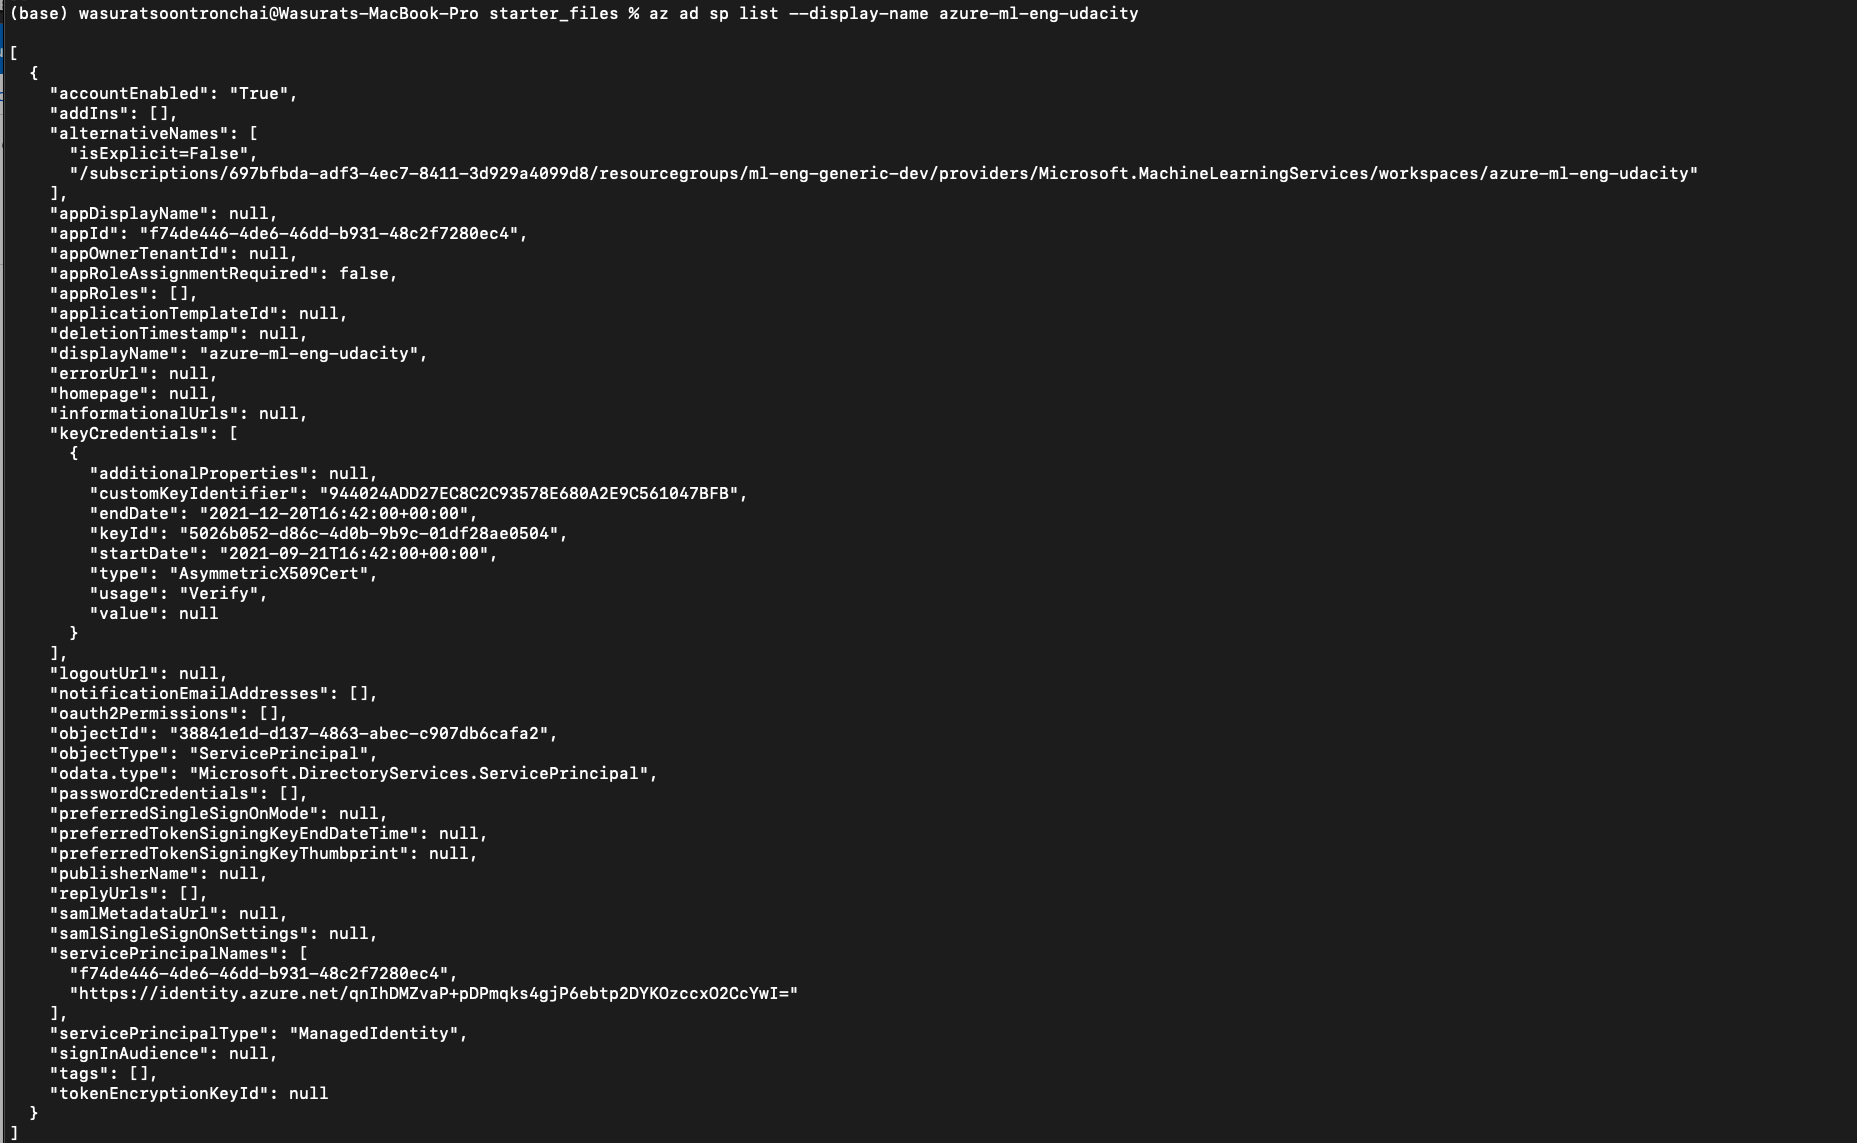 (base) wasuratsoontronchai@Wasurats-MacBook-Pro starter_files % az ad sp list --display-name azure-ml-eng-udacity
[
  {
    "accountEnabled": "True",
    "addIns": [],
    "alternativeNames": [
      "isExplicit=False",
      "/subscriptions/697bfbda-adf3-4ec7-8411-3d929a4099d8/resourcegroups/ml-eng-generic-dev/providers/Microsoft.MachineLearningServices/workspaces/azure-ml-eng-udacity"
    ],
    "appDisplayName": null,
    "appId": "f74de446-4de6-46dd-b931-48c2f7280ec4",
    "appOwnerTenantId": null,
    "appRoleAssignmentRequired": false,
    "appRoles": [],
    "applicationTemplateId": null,
    "deletionTimestamp": null,
    "displayName": "azure-ml-eng-udacity",
    "errorUrl": null,
    "homepage": null,
    "informationalUrls": null,
    "keyCredentials": [
      {
        "additionalProperties": null,
        "customKeyIdentifier": "944024ADD27EC8C2C93578E680A2E9C561047BFB",
        "endDate": "2021-12-20T16:42:00+00:00",
        "keyId": "5026b052-d86c-4d0b-9b9c-01df28ae0504",
        "startDate": "2021-09-21T16:42:00+00:00",
        "type": "AsymmetricX509Cert",
        "usage": "Verify",
        "value": null
      }
    ],
    "logoutUrl": null,
    "notificationEmailAddresses": [],
    "oauth2Permissions": [],
    "objectId": "38841e1d-d137-4863-abec-c907db6cafa2",
    "objectType": "ServicePrincipal",
    "odata.type": "Microsoft.DirectoryServices.ServicePrincipal",
    "passwordCredentials": [],
    "preferredSingleSignOnMode": null,
    "preferredTokenSigningKeyEndDateTime": null,
    "preferredTokenSigningKeyThumbprint": null,
    "publisherName": null,
    "replyUrls": [],
    "samlMetadataUrl": null,
    "samlSingleSignOnSettings": null,
    "servicePrincipalNames": [
      "f74de446-4de6-46dd-b931-48c2f7280ec4",
      "https://identity.azure.net/qnIhDMZvaP+pDPmqks4gjP6ebtp2DYKOzccxO2CcYwI="
    ],
    "servicePrincipalType": "ManagedIdentity",
    "signInAudience": null,
    "tags": [],
    "tokenEncryptionKeyId": null
  }
]